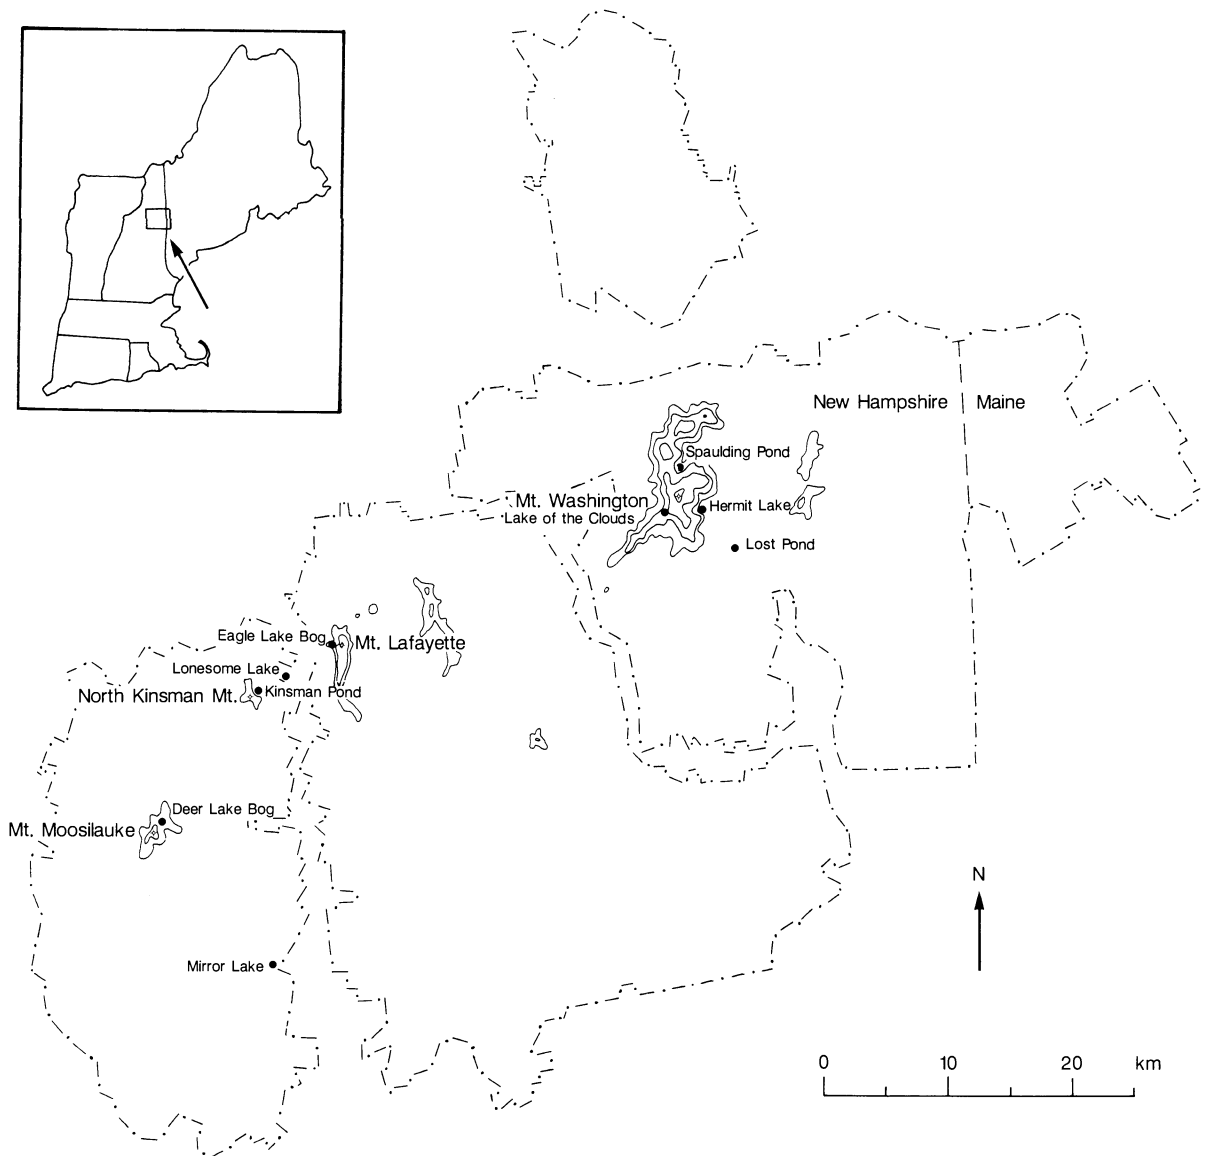 New Hampshire
Maine
Spaulding Pond
Mt. Washington
Lake of the Clouds
Hermit Lake
Lost Pond
Eagle Lake Bog
Mt. Lafayette
Lonesome Lake
Kinsman Pond
North Kinsman Mt.
Deer Lake Bog
Mt. Moosilauke
N
Mirror Lake
0 10 20 km